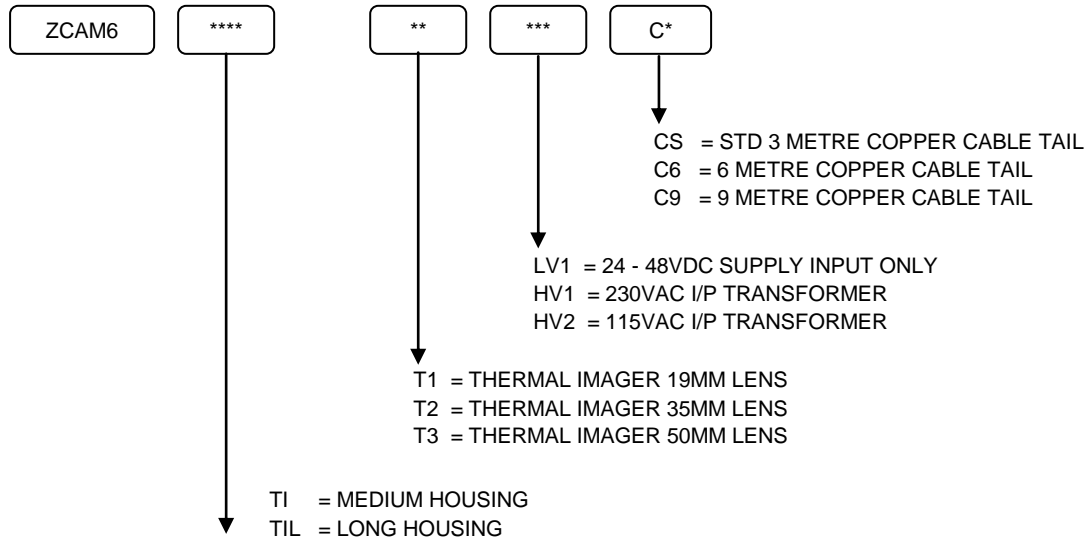 ZCAM6 **** ** *** C*
CS = STD 3 METRE COPPER CABLE TAIL
C6 = 6 METRE COPPER CABLE TAIL
C9 = 9 METRE COPPER CABLE TAIL
LV1 = 24 - 48VDC SUPPLY INPUT ONLY
HV1 = 230VAC I/P TRANSFORMER
HV2 = 115VAC I/P TRANSFORMER
T1 = THERMAL IMAGER 19MM LENS
T2 = THERMAL IMAGER 35MM LENS
T3 = THERMAL IMAGER 50MM LENS
TI = MEDIUM HOUSING
TIL = LONG HOUSING